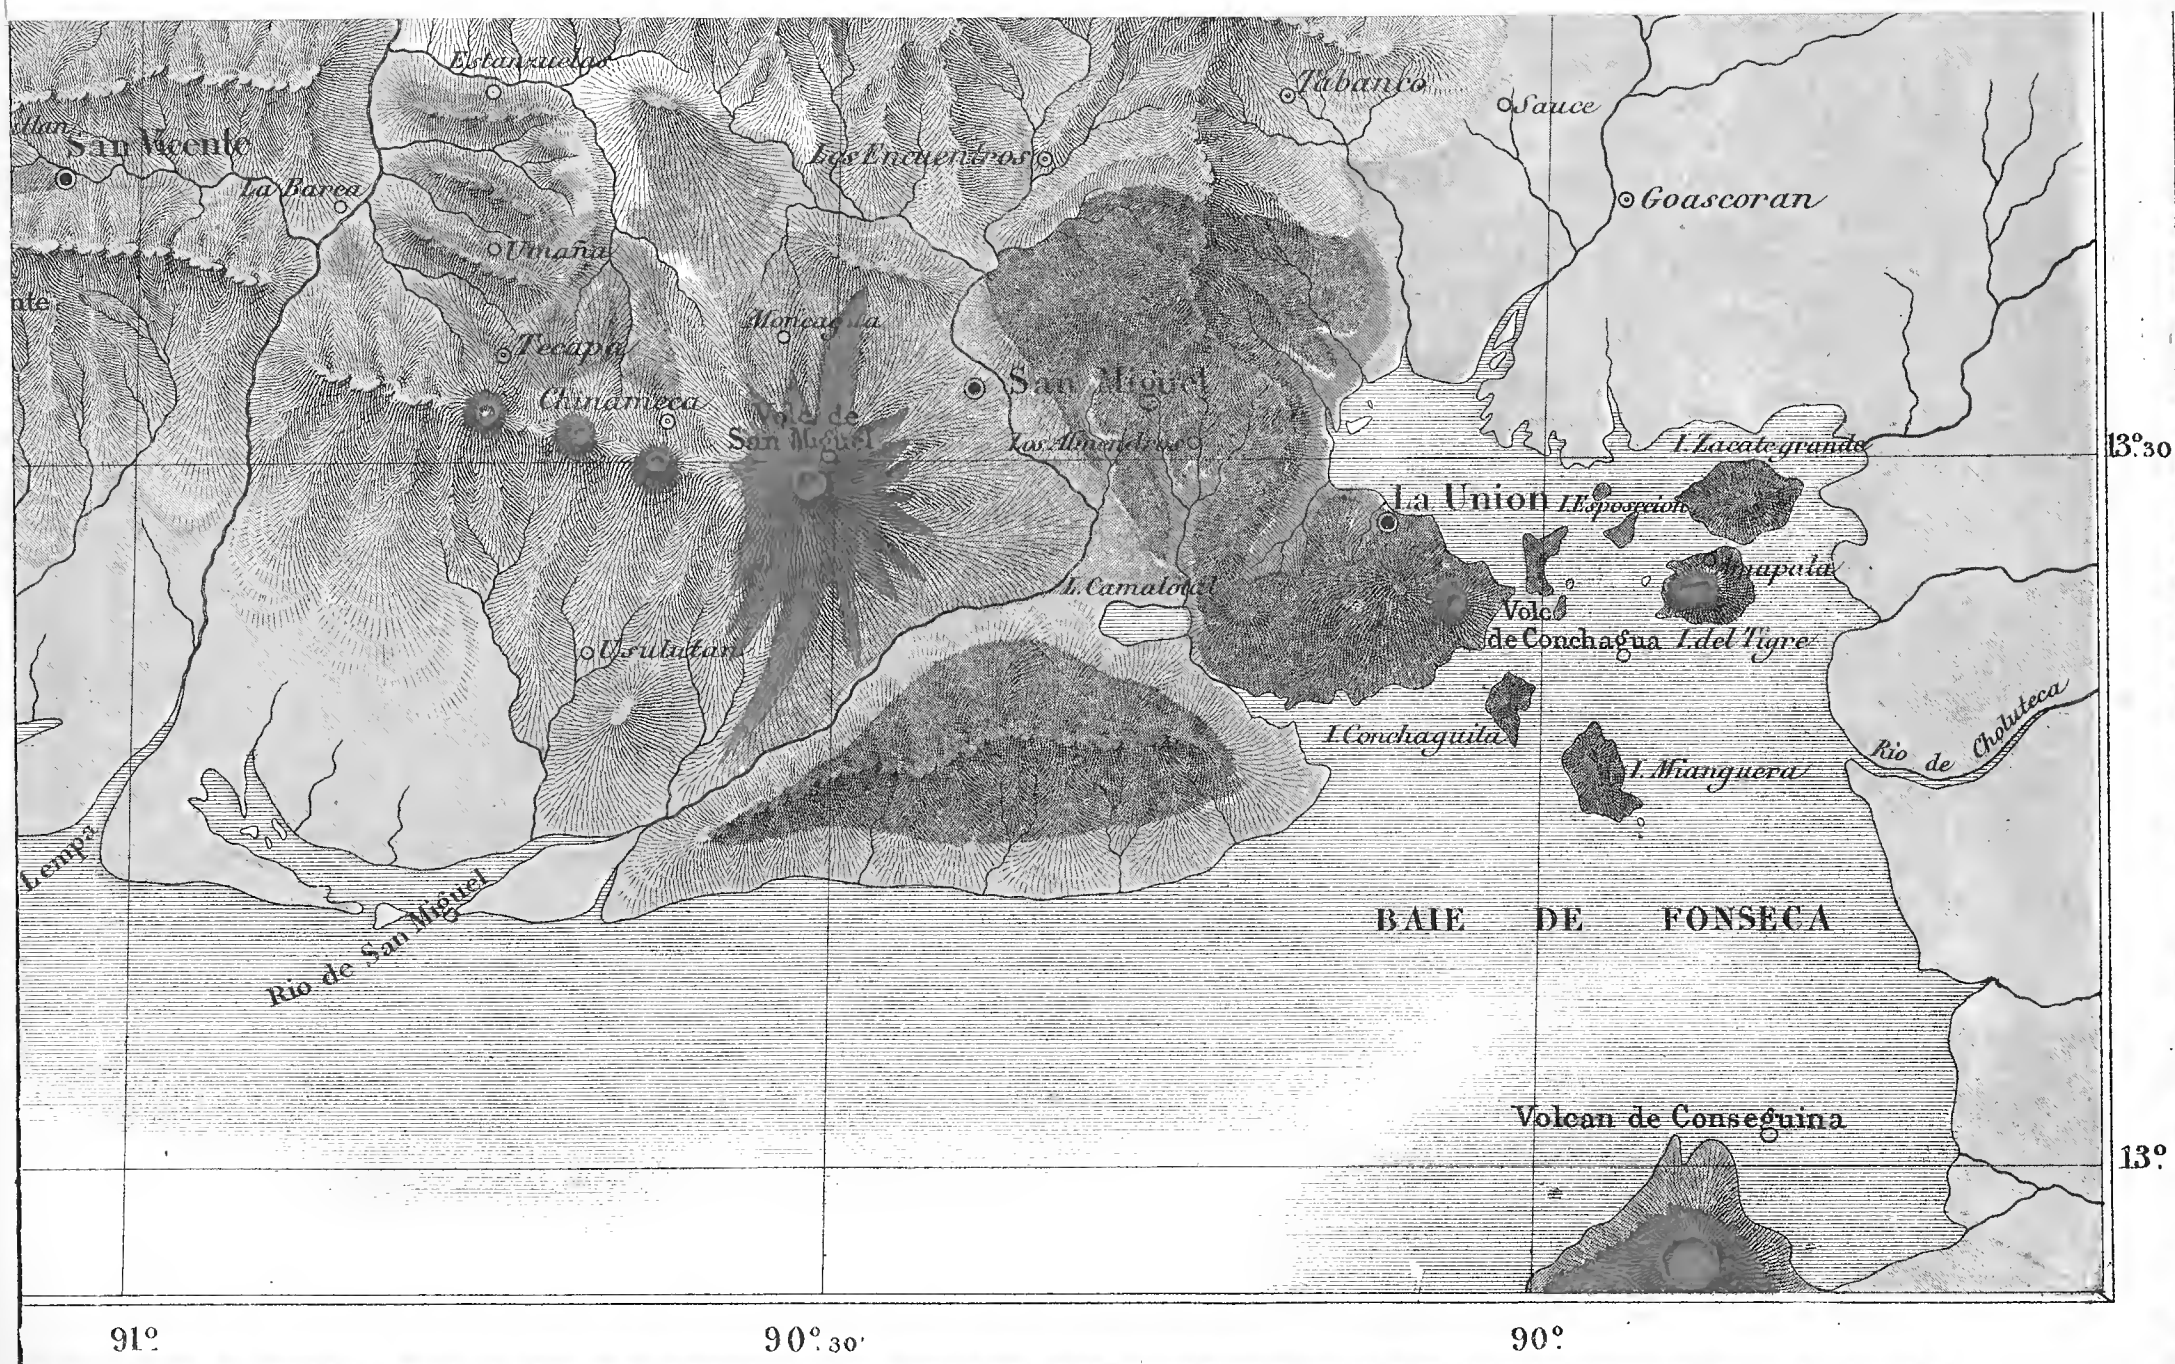 Estanzuelas
Tabanco
Sauce
San Vicente
Los Encuentros
La Barca
Goascoran
Umaña
Tecapa
Moncagua
Chinameca
San Miguel
Volc. de
San Miguel
Los Almendros
I. Zacate grande
13°30
La Union
I. Esposecion
Amapala
L. Camalotal
Volc.
de Conchagua
I. del Tigre
Usulutan
I. Conchaguita
I. Mianguera
Rio de Choluteca
Lempa
Rio de San Miguel
BAIE DE FONSECA
Volcan de Conseguina
13°.
91°.
90°.30'
90°.